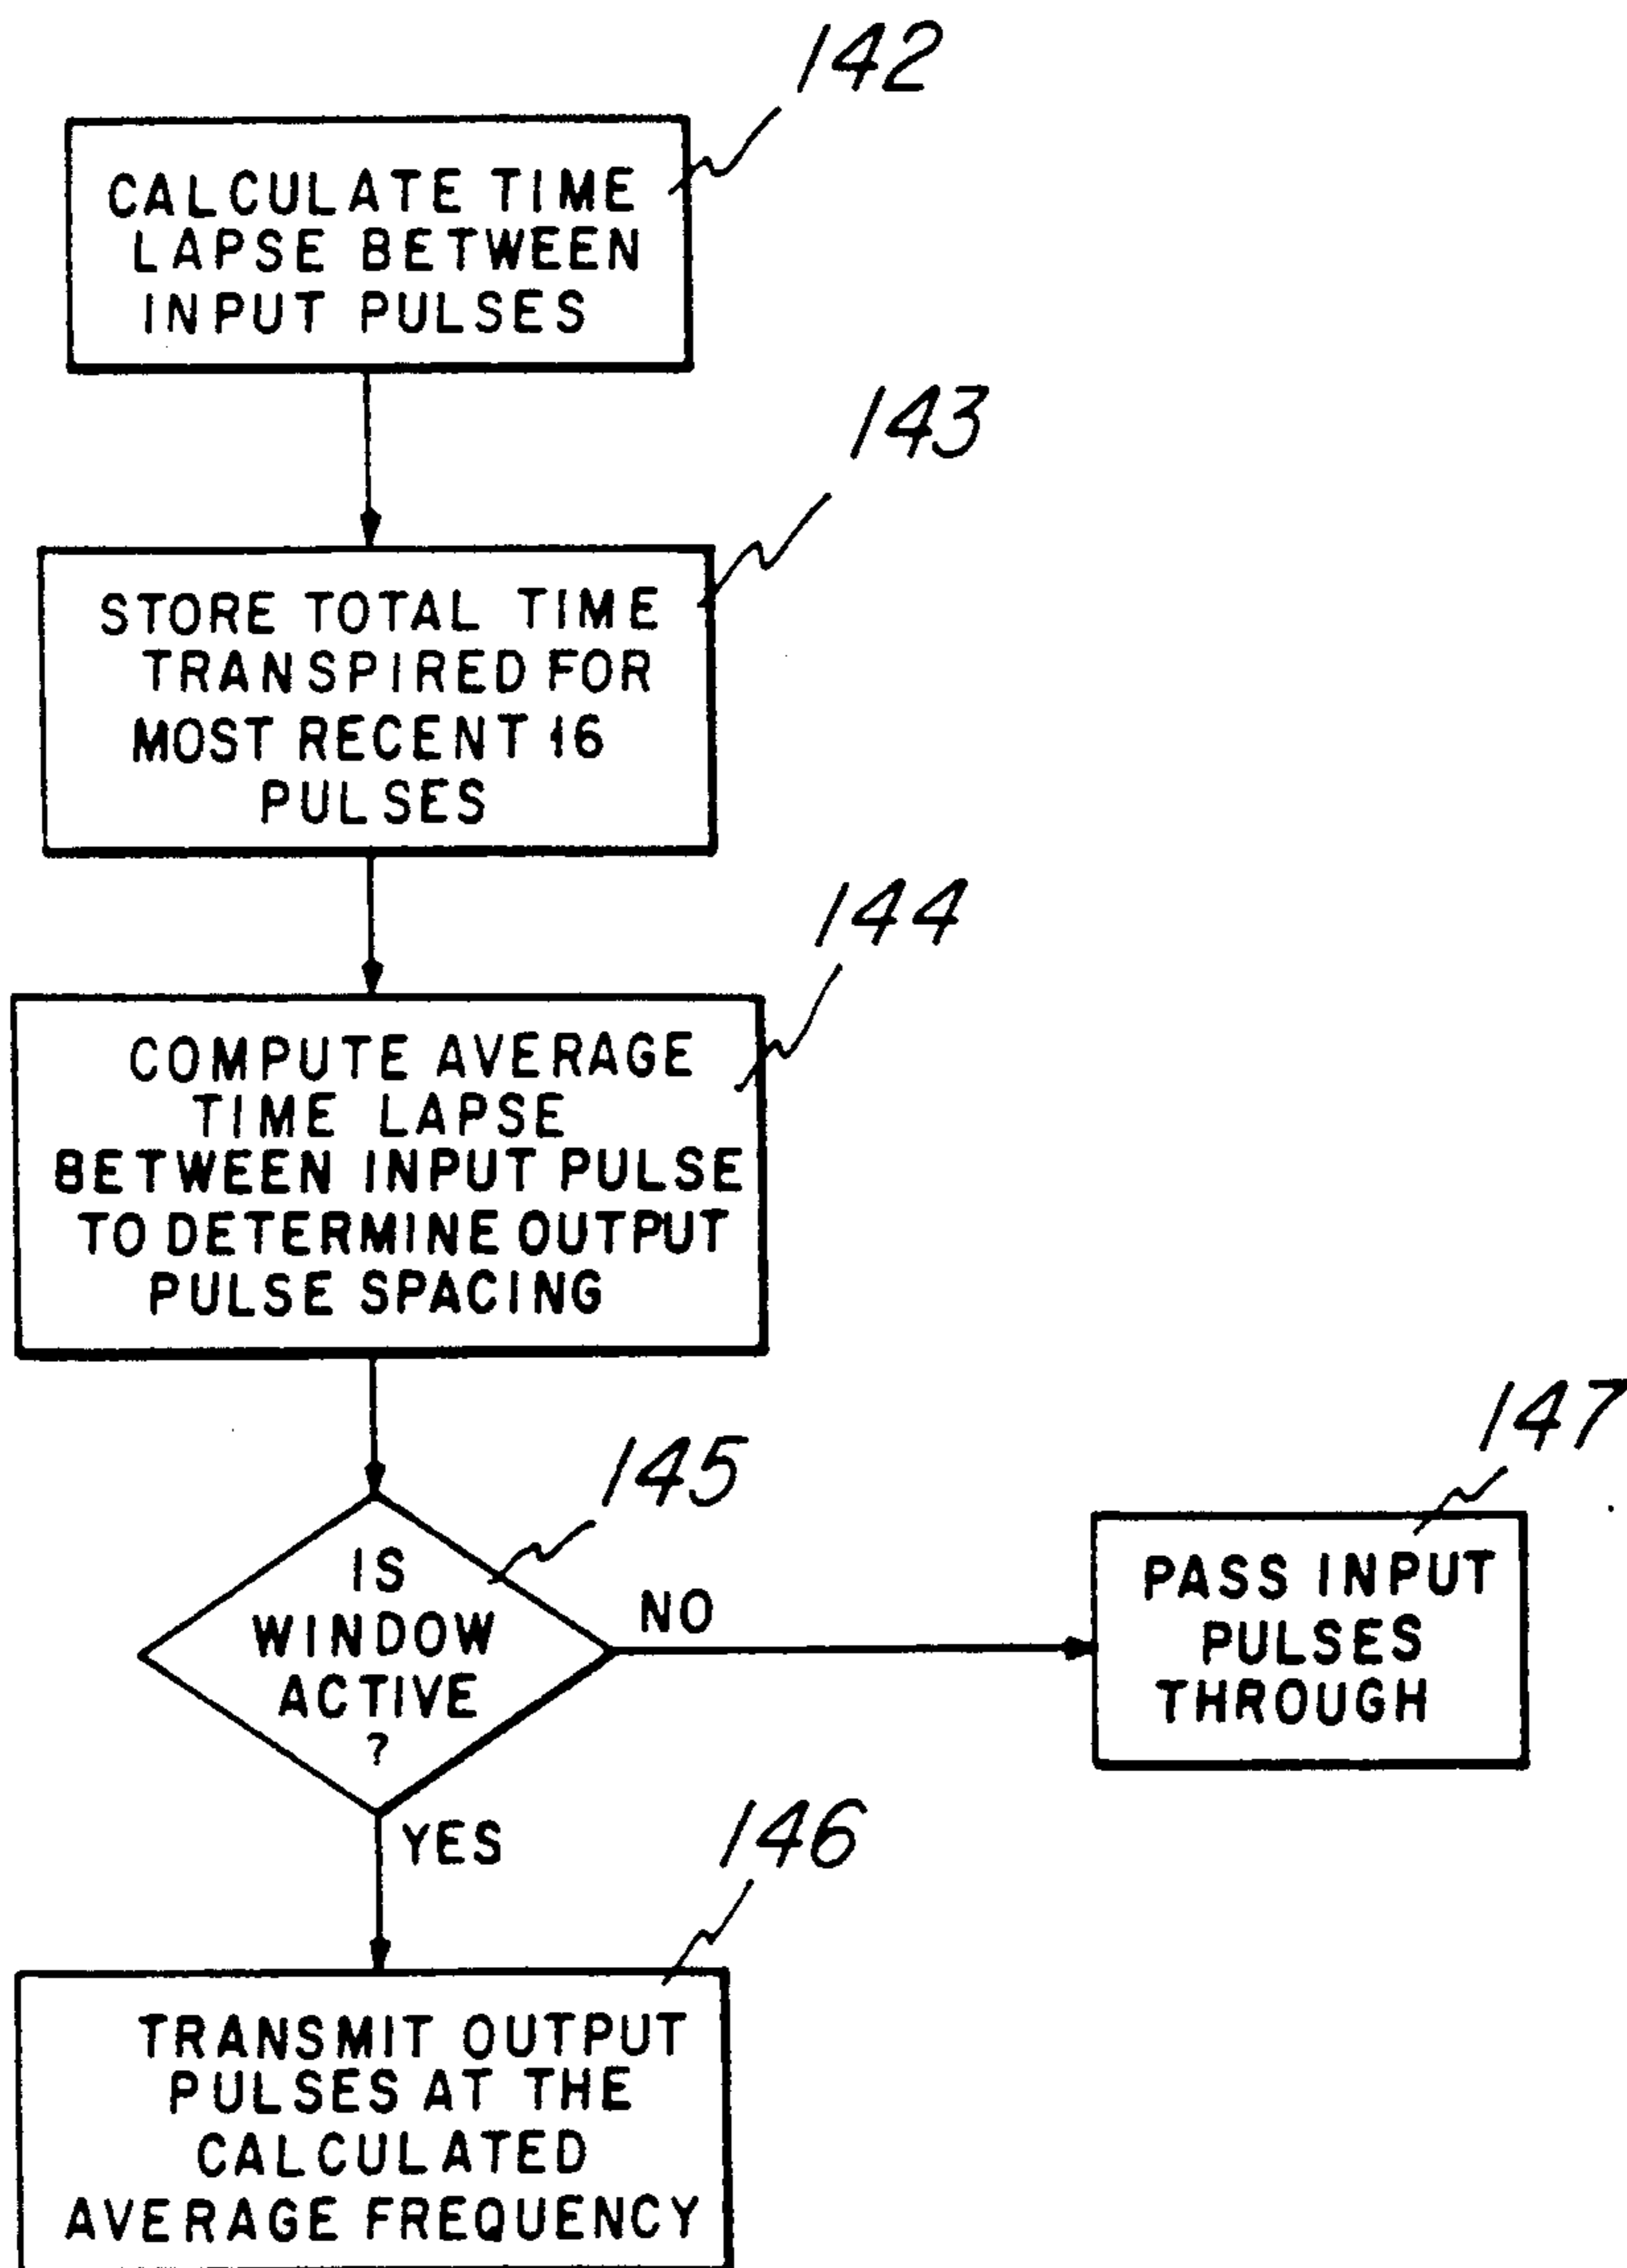 142
CALCULATE TIME
LAPSE BETWEEN
INPUT PULSES
143
STORE TOTAL TIME
TRANSPIRED FOR
MOST RECENT 16
PULSES
144
COMPUTE AVERAGE
TIME LAPSE
BETWEEN INPUT PULSE
TO DETERMINE OUTPUT
PULSE SPACING
145
IS
WINDOW
ACTIVE
?
NO
147
PASS INPUT
PULSES
THROUGH
YES
146
TRANSMIT OUTPUT
PULSES AT THE
CALCULATED
AVERAGE FREQUENCY